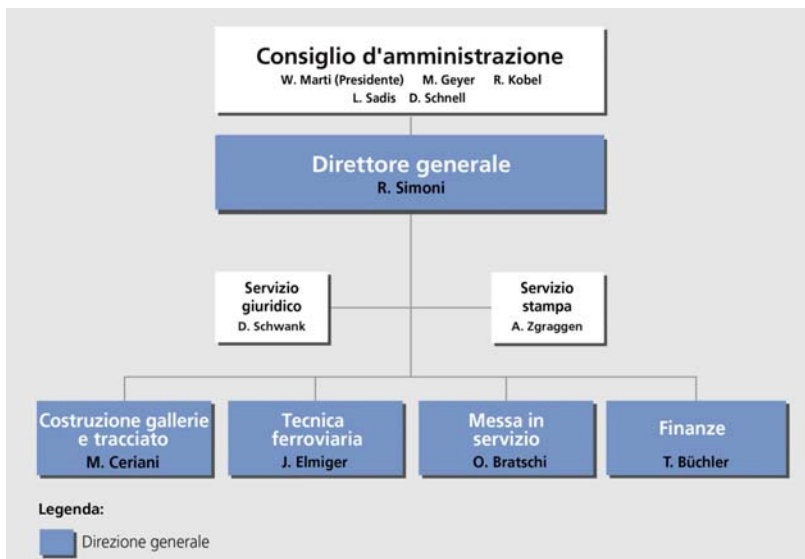 Consiglio d'amministrazione
W. Marti (Presidente) M. Geyer R. Kobel
L. Sadis D. Schnell
Direttore generale
R. Simoni
Servizio
giuridico
D. Schwank
Servizio
stampa
A. Zgraggen
Costruzione gallerie
e tracciato
M. Ceriani
Tecnica
ferroviaria
J. Elmiger
Messa in
servizio
O. Bratschi
Finanze
T. Büchler
Legenda:
Direzione generale